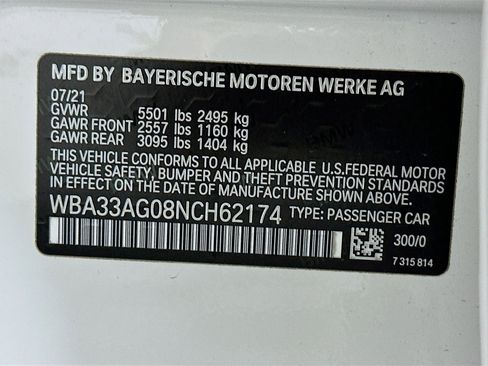 MFD BY BAYERISCHE MOTOREN WERKE AG
07/21
GVWR 5501 lbs 2495 kg
GAWR FRONT 2557 lbs 1160 kg
GAWR REAR 3095 lbs 1404 kg
THIS VEHICLE CONFORMS TO ALL APPLICABLE U.S.FEDERAL MOTOR
VEHICLE SAFETY, BUMPER AND THEFT PREVENTION STANDARDS
IN EFFECT ON THE DATE OF MANUFACTURE SHOWN ABOVE.
WBA33AG08NCH62174 TYPE: PASSENGER CAR
300/0
7 315 814